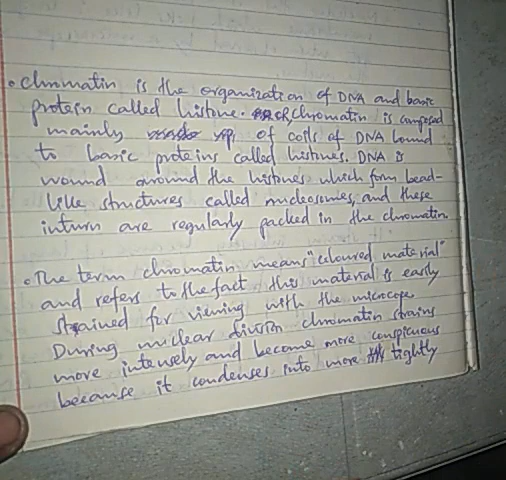 • Chromatin is the organization of DNA and basic
protein called histone. Chromatin is composed
mainly of coils of DNA bound
to basic proteins called histones. DNA is
wound around the histones which form bead-
like structures called nucleosomes, and these
inturn are regularly packed in the chromatin.
• The term chromatin means "coloured material"
and refers to the fact this material is easily
strained for viewing with the microcope
During nuclear division chromatin strains
more intensely and become more conspicuous
because it condenses into more tightly